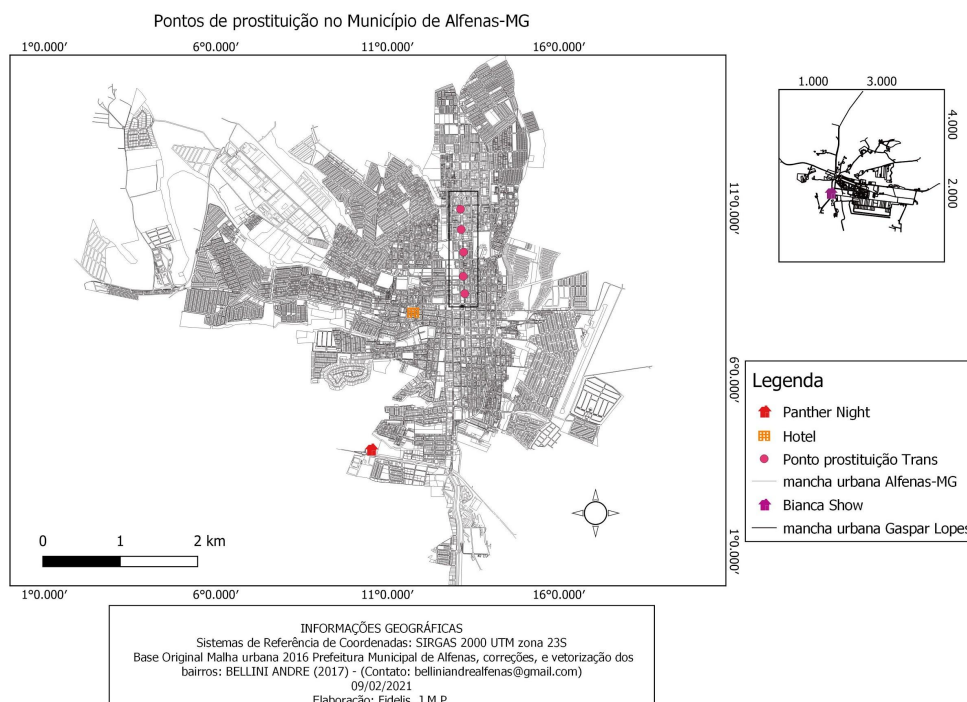 Pontos de prostituição no Município de Alfenas-MG
1°0.000' 6°0.000' 11°0.000' 16°0.000'
1.000 3.000
4.000
2.000
11°0.000'
6°0.000'
1°0.000'
Legenda
Panther Night
Hotel
Ponto prostituição Trans
mancha urbana Alfenas-MG
Bianca Show
mancha urbana Gaspar Lopes
0 1 2 km
1°0.000' 6°0.000' 11°0.000' 16°0.000'
INFORMAÇÕES GEOGRÁFICAS
Sistemas de Referência de Coordenadas: SIRGAS 2000 UTM zona 23S
Base Original Malha urbana 2016 Prefeitura Municipal de Alfenas, correções, e vetorização dos
bairros: BELLINI ANDRE (2017) - (Contato: belliniandrealfenas@gmail.com)
09/02/2021
Elaboração: Fidelis, J.M.P